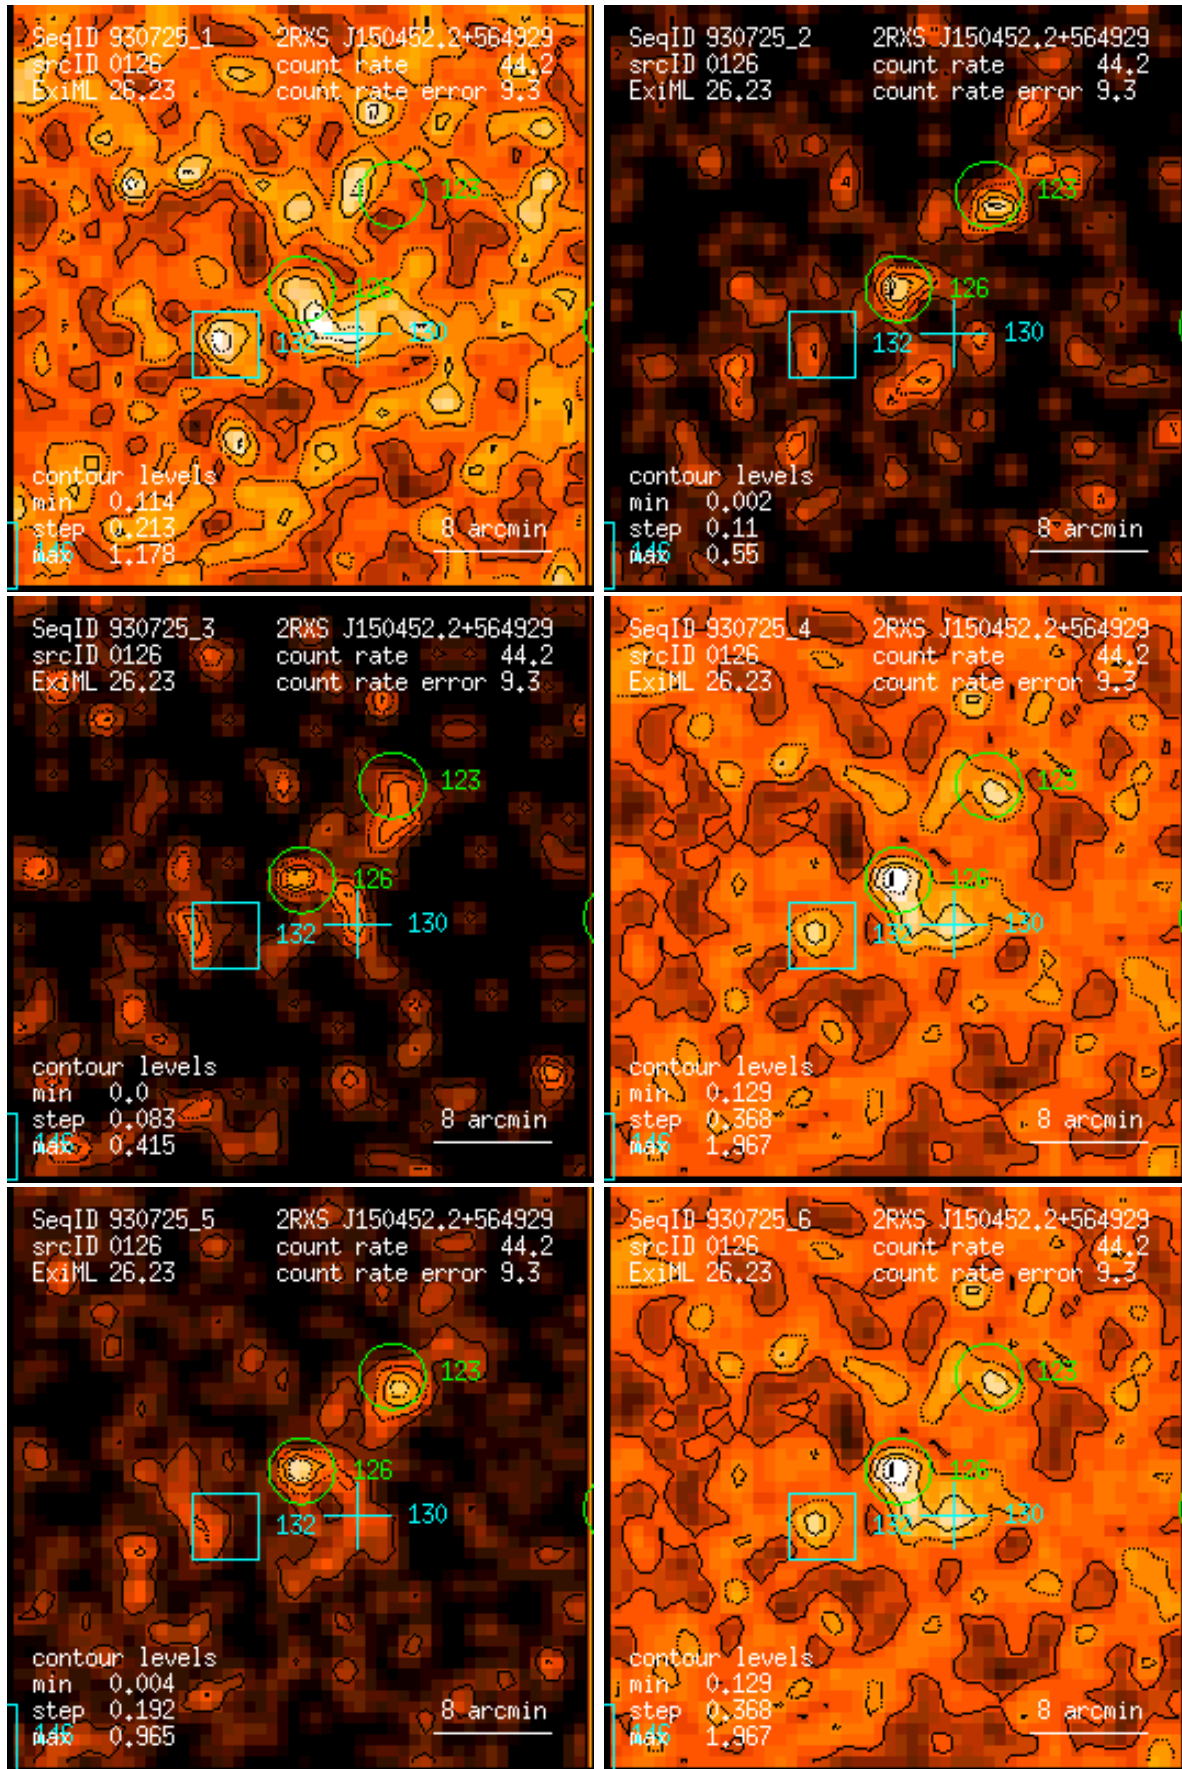 SeqID 930725_1 2RXS J150452.2+564929
srcID 0126 count rate 44.2
ExiML 26.23 count rate error 9.3
123
126
132 130
contour levels
min 0.114
step 0.213
max 1.178
146
8 arcmin
SeqID 930725_2 2RXS J150452.2+564929
srcID 0126 count rate 44.2
ExiML 26.23 count rate error 9.3
123
126
132 130
contour levels
min 0.002
step 0.11
max 0.55
146
8 arcmin
SeqID 930725_3 2RXS J150452.2+564929
srcID 0126 count rate 44.2
ExiML 26.23 count rate error 9.3
123
126
132 130
contour levels
min 0.0
step 0.083
max 0.415
146
8 arcmin
SeqID 930725_4 2RXS J150452.2+564929
srcID 0126 count rate 44.2
ExiML 26.23 count rate error 9.3
123
126
132 130
contour levels
min 0.129
step 0.368
max 1.967
146
8 arcmin
SeqID 930725_5 2RXS J150452.2+564929
srcID 0126 count rate 44.2
ExiML 26.23 count rate error 9.3
123
126
132 130
contour levels
min 0.004
step 0.192
max 0.965
146
8 arcmin
SeqID 930725_6 2RXS J150452.2+564929
srcID 0126 count rate 44.2
ExiML 26.23 count rate error 9.3
123
126
132 130
contour levels
min 0.129
step 0.368
max 1.967
146
8 arcmin